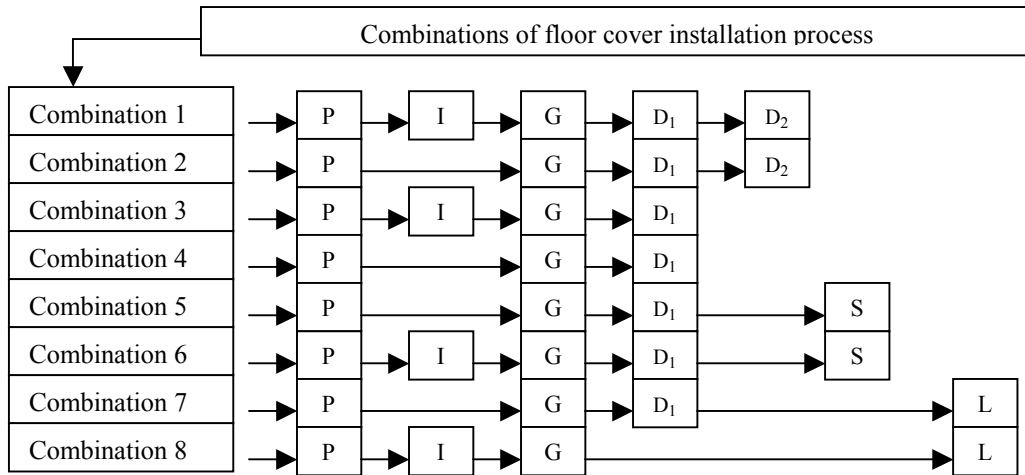 Combinations of floor cover installation process
Combination 1 P I G D₁ D₂
Combination 2 P G D₁ D₂
Combination 3 P I G D₁
Combination 4 P G D₁
Combination 5 P G D₁ S
Combination 6 P I G D₁ S
Combination 7 P G D₁ L
Combination 8 P I G L